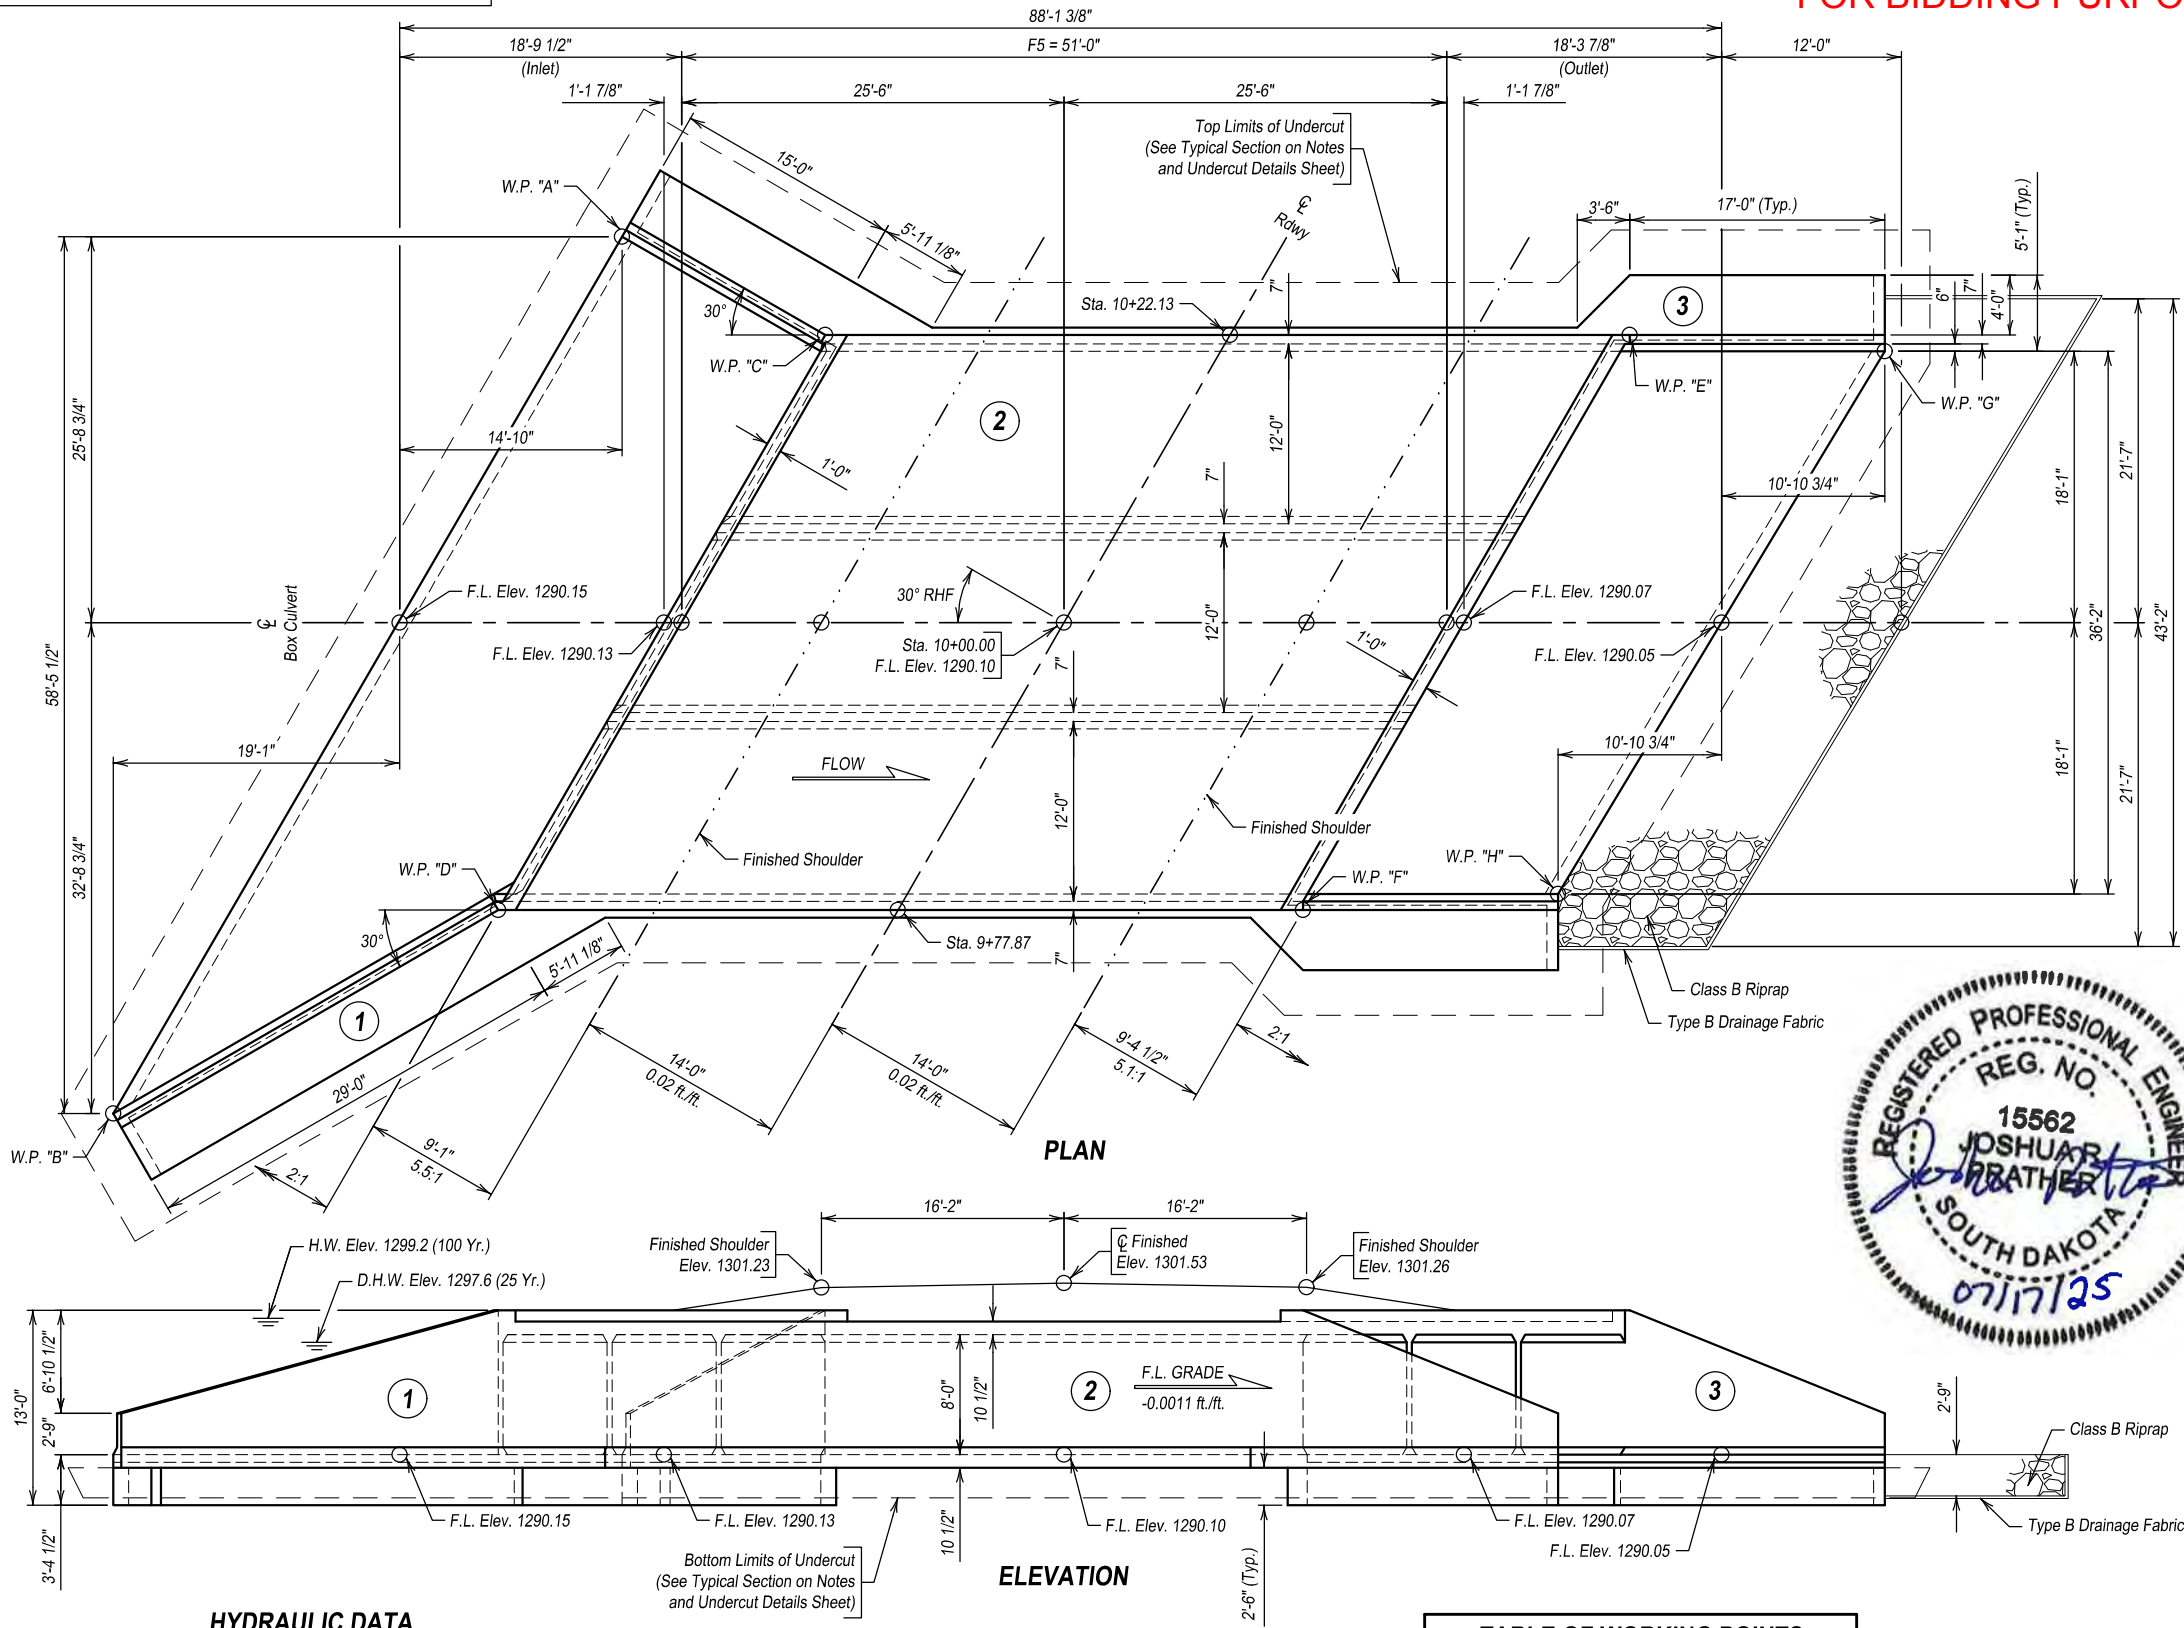 FOR BIDDING PURPO
88'-1 3/8"
18'-9 1/2"
(Inlet)
F5 = 51'-0"
18'-3 7/8"
(Outlet)
12'-0"
1'-1 7/8"
25'-6"
25'-6"
1'-1 7/8"
Top Limits of Undercut
(See Typical Section on Notes
and Undercut Details Sheet)
15'-0"
5'-11 1/8"
W.P. "A"
℄
Rdwy
3'-6"
17'-0" (Typ.)
5'-1" (Typ.)
Sta. 10+22.13
7"
3
6"
7"
4'-0"
30°
W.P. "C"
W.P. "E"
W.P. "G"
25'-8 3/4"
14'-10"
2
1'-0"
12'-0"
7"
10'-10 3/4"
18'-1"
21'-7"
58'-5 1/2"
℄
Box Culvert
F.L. Elev. 1290.15
F.L. Elev. 1290.13
30° RHF
Sta. 10+00.00
F.L. Elev. 1290.10
12'-0"
7"
F.L. Elev. 1290.07
1'-0"
F.L. Elev. 1290.05
36'-2"
43'-2"
32'-8 3/4"
19'-1"
FLOW
12'-0"
10'-10 3/4"
18'-1"
21'-7"
Finished Shoulder
Finished Shoulder
W.P. "D"
W.P. "F"
W.P. "H"
30°
5'-11 1/8"
Sta. 9+77.87
7"
1
29'-0"
Class B Riprap
Type B Drainage Fabric
14'-0"
0.02 ft./ft.
14'-0"
0.02 ft./ft.
9'-4 1/2"
5.1:1
2:1
W.P. "B"
2:1
9'-1"
5.5:1
PLAN
REGISTERED PROFESSIONAL ENGINEER
REG. NO.
15562
JOSHUA R.
PRATHER
SOUTH DAKOTA
07/17/25
16'-2"
16'-2"
H.W. Elev. 1299.2 (100 Yr.)
D.H.W. Elev. 1297.6 (25 Yr.)
Finished Shoulder
Elev. 1301.23
℄ Finished
Elev. 1301.53
Finished Shoulder
Elev. 1301.26
13'-0"
6'-10 1/2"
2'-9"
3'-4 1/2"
1
8'-0"
10 1/2"
2
F.L. GRADE
-0.0011 ft./ft.
3
2'-9"
Class B Riprap
Type B Drainage Fabric
F.L. Elev. 1290.15
F.L. Elev. 1290.13
10 1/2"
F.L. Elev. 1290.10
F.L. Elev. 1290.07
F.L. Elev. 1290.05
2'-6" (Typ.)
Bottom Limits of Undercut
(See Typical Section on Notes
and Undercut Details Sheet)
ELEVATION
HYDRAULIC DATA
TABLE OF WORKING POINTS